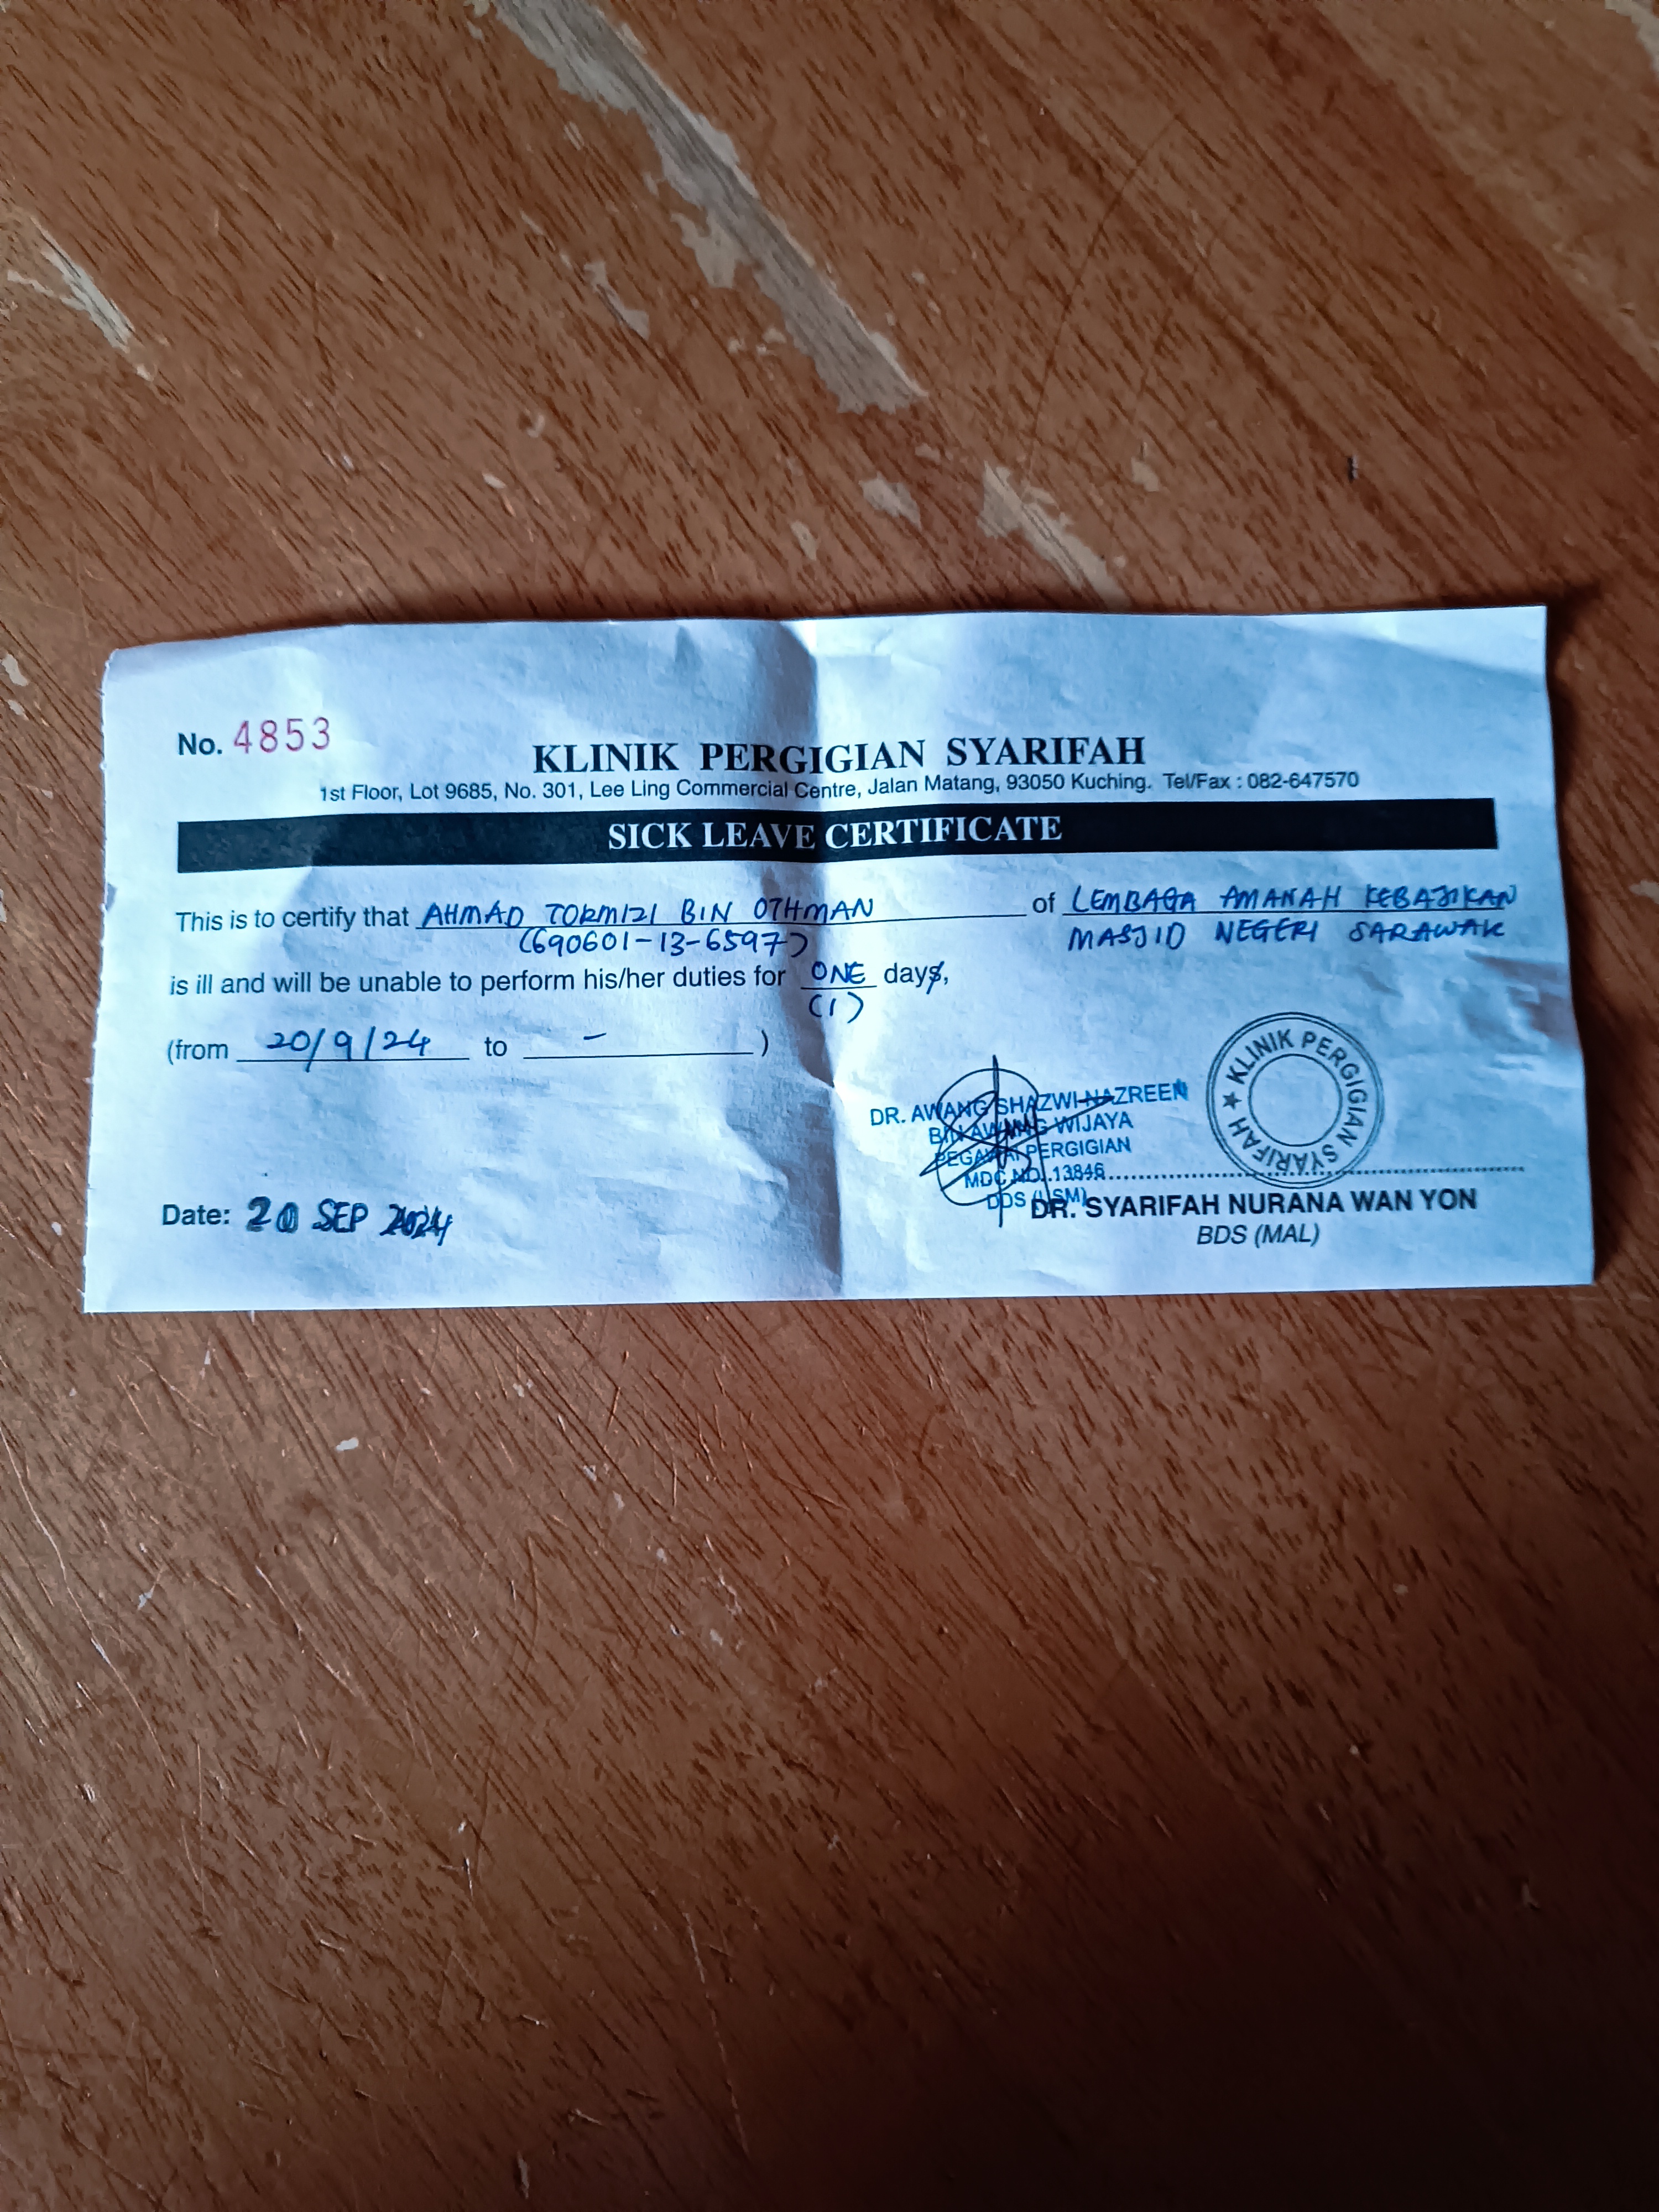 No. 4853
KLINIK PERGIGIAN SYARIFAH
1st Floor, Lot 9685, No. 301, Lee Ling Commercial Centre, Jalan Matang, 93050 Kuching. Tel/Fax : 082-647570
SICK LEAVE CERTIFICATE
This is to certify that AHMAD TORMIZI BIN OTHMAN of LEMBAGA AMANAH KEBAJIKAN
(690601-13-6597) MASJID NEGERI SARAWAK
is ill and will be unable to perform his/her duties for ONE days,
(1)
(from 20/9/24 to - )
KLINIK PERGIGIAN SYARIFAH ★
DR. AWANG SHAZWI NAZREEN
BIN AWANG WIJAYA
PEGAWAI PERGIGIAN
MDC NO. 13846
DDS (USM)
Date: 20 SEP 2024
DR. SYARIFAH NURANA WAN YON
BDS (MAL)